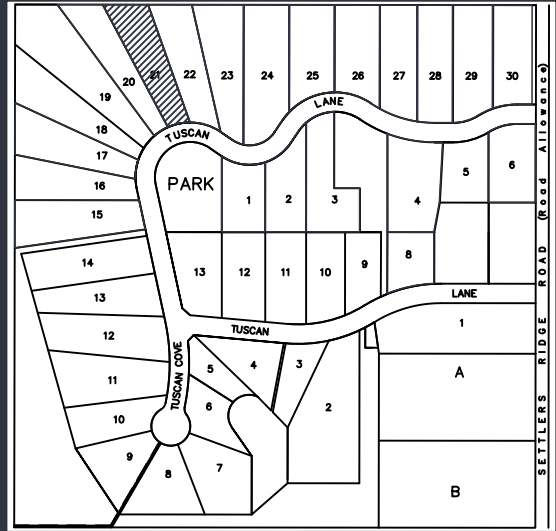 21 22 23 24 25 26 27 28 29 30
20
19
18
17
16
15
TUSCAN LANE
PARK
1 2 3 4 5 6
13 12 11 10 9 8
14
13
12
11
10
9
8
7
6
5
4
3
2
1
TUSCAN LANE
TUSCAN COVE
A
B
SETTLERS RIDGE ROAD (Road Allowance)